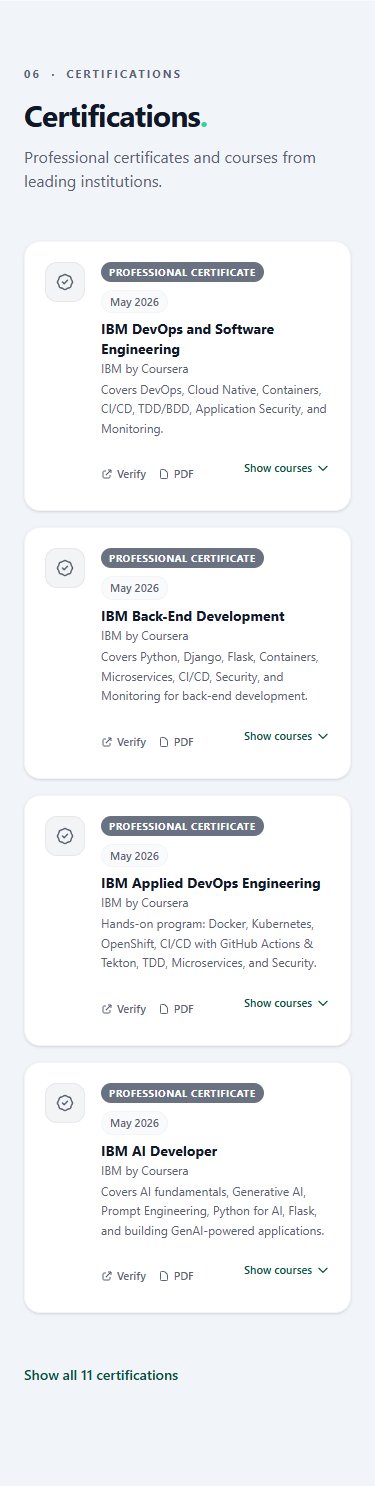 06 · CERTIFICATIONS
Certifications.
Professional certificates and courses from
leading institutions.
PROFESSIONAL CERTIFICATE
May 2026
IBM DevOps and Software
Engineering
IBM by Coursera
Covers DevOps, Cloud Native, Containers,
CI/CD, TDD/BDD, Application Security, and
Monitoring.
Verify PDF Show courses
PROFESSIONAL CERTIFICATE
May 2026
IBM Back-End Development
IBM by Coursera
Covers Python, Django, Flask, Containers,
Microservices, CI/CD, Security, and
Monitoring for back-end development.
Verify PDF Show courses
PROFESSIONAL CERTIFICATE
May 2026
IBM Applied DevOps Engineering
IBM by Coursera
Hands-on program: Docker, Kubernetes,
OpenShift, CI/CD with GitHub Actions &
Tekton, TDD, Microservices, and Security.
Verify PDF Show courses
PROFESSIONAL CERTIFICATE
May 2026
IBM AI Developer
IBM by Coursera
Covers AI fundamentals, Generative AI,
Prompt Engineering, Python for AI, Flask,
and building GenAI-powered applications.
Verify PDF Show courses
Show all 11 certifications